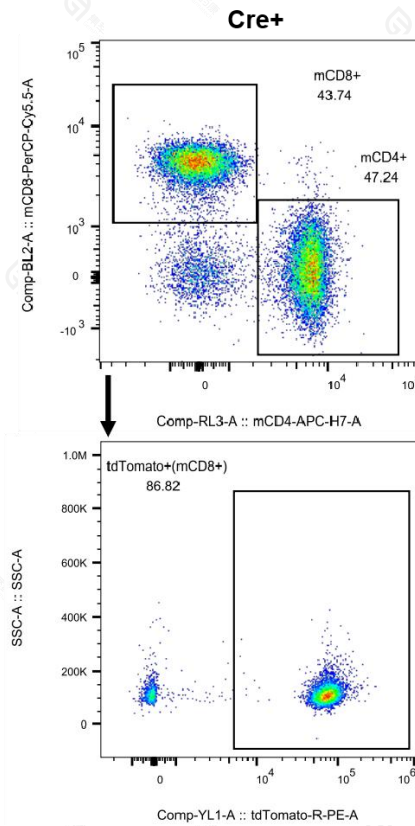 Cre+
mCD8+
43.74
mCD4+
47.24
10^5
10^4
10^3
0
-10^3
Comp-BL2-A :: mCD8-PerCP-Cy5.5-A
0
10^4
10^5
Comp-RL3-A :: mCD4-APC-H7-A
tdTomato+(mCD8+)
86.82
1.0M
800K
600K
400K
200K
0
SSC-A :: SSC-A
0
10^4
10^5
10^6
Comp-YL1-A :: tdTomato-R-PE-A